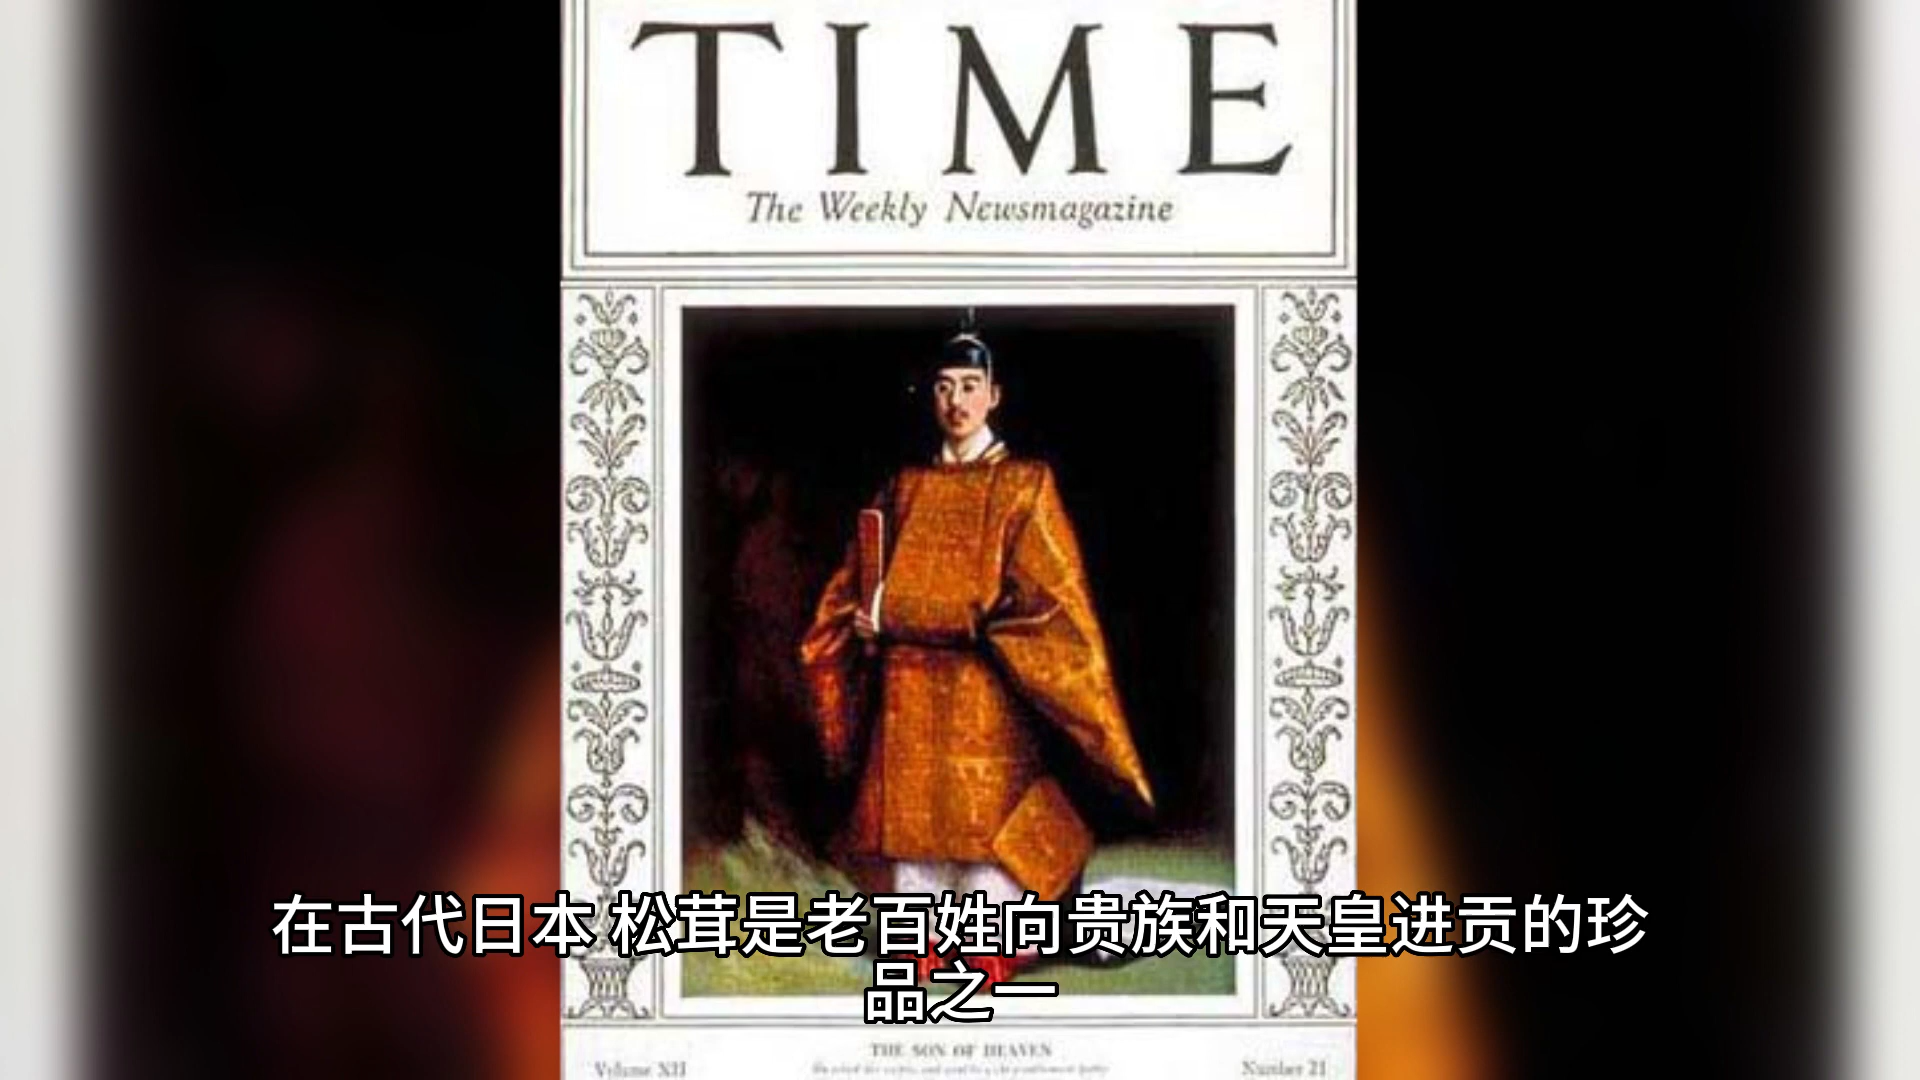 TIME
The Weekly Newsmagazine
在古代日本 松茸是老百姓向贵族和天皇进贡的珍
品之一
THE SON OF HEAVEN
Volume XII
Number 21